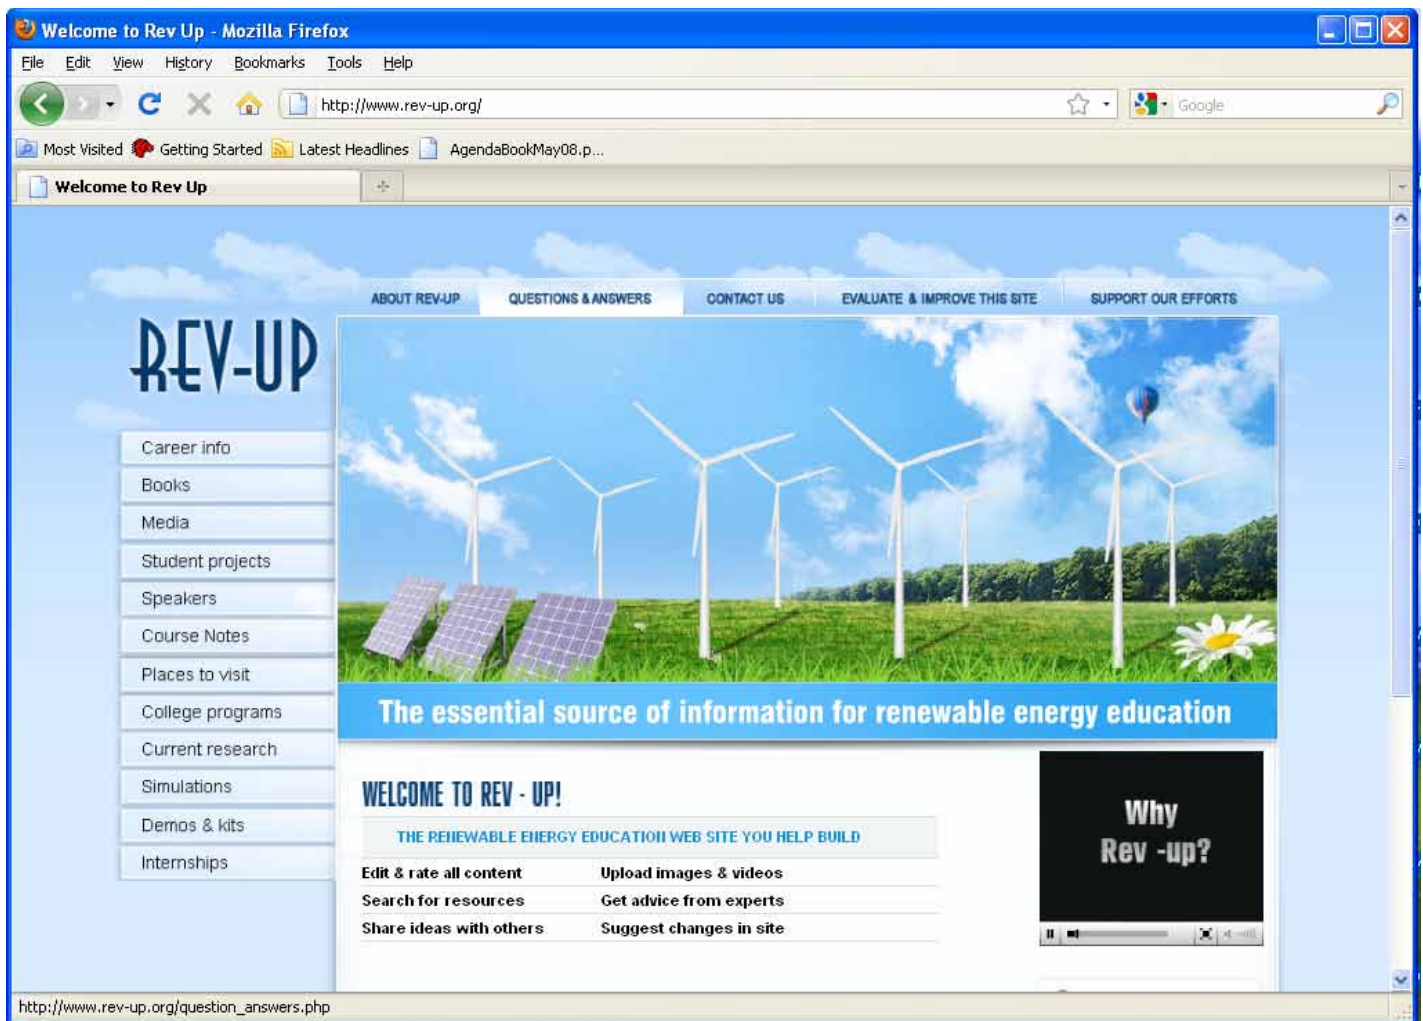 Welcome to Rev Up - Mozilla Firefox
File Edit View History Bookmarks Tools Help
http://www.rev-up.org/ Google
Most Visited Getting Started Latest Headlines AgendaBookMay08.p...
Welcome to Rev Up
ABOUT REV-UP QUESTIONS & ANSWERS CONTACT US EVALUATE & IMPROVE THIS SITE SUPPORT OUR EFFORTS
REV-UP
Career info
Books
Media
Student projects
Speakers
Course Notes
Places to visit
College programs
Current research
Simulations
Demos & kits
Internships
The essential source of information for renewable energy education
WELCOME TO REV - UP!
THE RENEWABLE ENERGY EDUCATION WEB SITE YOU HELP BUILD
Edit & rate all content Upload images & videos
Search for resources Get advice from experts
Share ideas with others Suggest changes in site
Why
Rev -up?
http://www.rev-up.org/question_answers.php